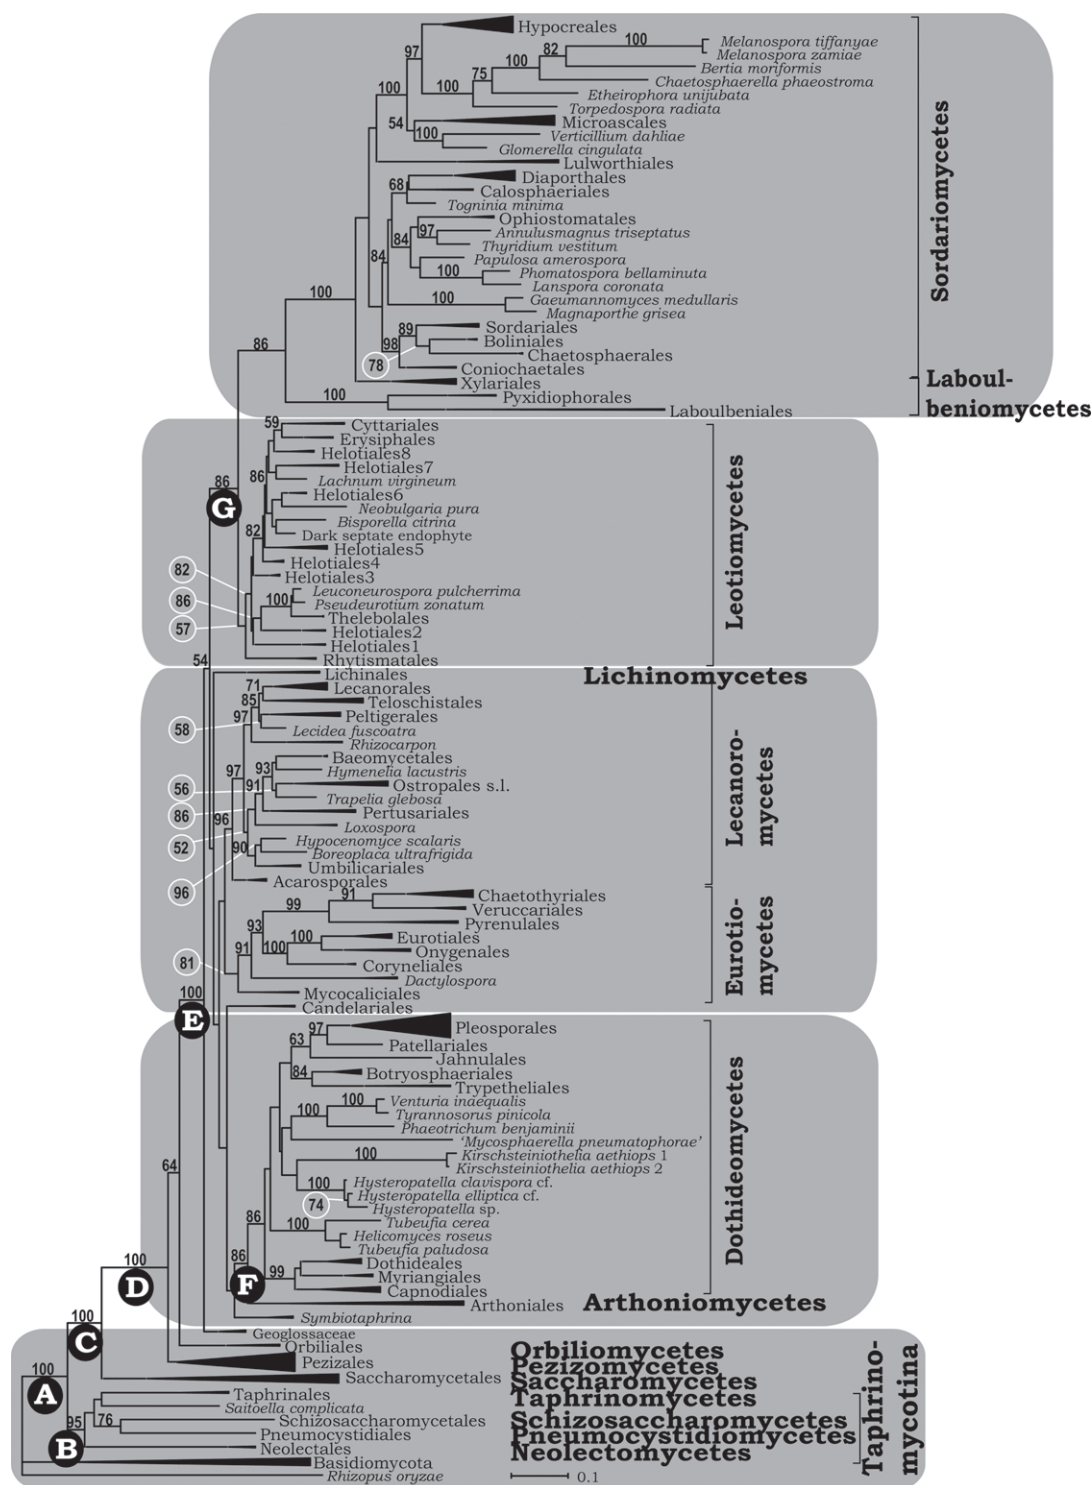 Hypocreales
97
100
Melanospora tiffanyae
82
Melanospora zamiae
100
Bertia moriformis
75
Chaetosphaerella phaeostroma
100
100
Etheirophora unijubata
Torpedospora radiata
54
Microascales
100
Verticillium dahliae
Glomerella cingulata
Lulworthiales
Diaporthales
68
Calosphaeriales
Togninia minima
Ophiostomatales
97
Annulusmagnus triseptatus
84
Thyridium vestitum
84
Papulosa amerospora
100
Phomatospora bellaminuta
Lanspora coronata
100
100
Gaeumannomyces medullaris
Magnaporthe grisea
89
Sordariales
98
Boliniales
86
78
Chaetosphaerales
Coniochaetales
Xylariales
100
Pyxidiophorales
Laboulbeniales
Sordariomycetes
Laboul-
beniomycetes
59
Cyttariales
Erysiphales
Helotiales8
86
Helotiales7
Lachnum virgineum
86
Helotiales6
G
Neobulgaria pura
Bisporella citrina
82
Dark septate endophyte
Helotiales5
Helotiales4
82
Helotiales3
Leuconeurospora pulcherrima
86
100
Pseudeurotium zonatum
Thelebolales
57
Helotiales2
Helotiales1
54
Rhytismatales
Leotiomycetes
Lichinales
Lichinomycetes
71
Lecanorales
85
Teloschistales
97
Peltigerales
58
Lecidea fuscoatra
Rhizocarpon
Baeomycetales
97
93
Hymenelia lacustris
56
91
Ostropales s.l.
Trapelia glebosa
86
Pertusariales
96
Loxospora
52
90
Hypocenomyce scalaris
Boreoplaca ultrafrigida
Umbilicariales
96
Acarosporales
Lecanoro-
mycetes
91
Chaetothyriales
99
Veruccariales
93
Pyrenulales
100
Eurotiales
91
100
Onygenales
81
Coryneliales
Dactylospora
Mycocaliciales
Eurotio-
mycetes
100
Candelariales
E
97
Pleosporales
63
Patellariales
Jahnulales
84
Botryosphaeriales
Trypetheliales
100
Venturia inaequalis
100
Tyrannosorus pinicola
Phaeotrichum benjaminii
'Mycosphaerella pneumatophorae'
100
Kirschsteiniothelia aethiops 1
64
Kirschsteiniothelia aethiops 2
100
Hysteropatella clavispora cf.
Hysteropatella elliptica cf.
74
Hysteropatella sp.
86
100
Tubeufia cerea
Helicomyces roseus
Tubeufia paludosa
86
Dothideales
99
Myriangiales
F
Capnodiales
Dothideomycetes
100
D
Arthoniales
Arthoniomycetes
Symbiotaphrina
100
Geoglossaceae
C
Orbiliales
Orbiliomycetes
Pezizales
Pezizomycetes
100
Saccharomycetales
Saccharomycetes
A
Taphrinales
Taphrinomycetes
Saitoella complicata
95
76
Schizosaccharomycetales
Schizosaccharomycetes
Pneumocystidiales
Pneumocystidiomycetes
B
Neolectales
Neolectomycetes
Taphrino-
mycotina
Basidiomycota
Rhizopus oryzae
0.1